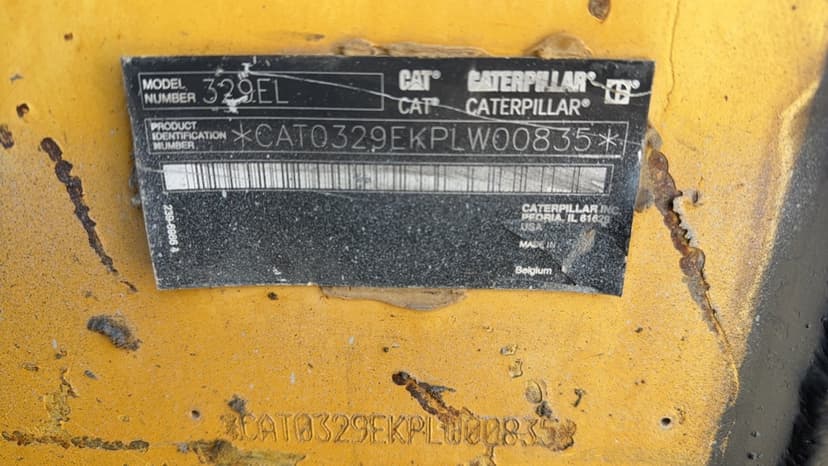 MODEL NUMBER 329EL
CAT® CATERPILLAR®
CAT® CATERPILLAR®
PRODUCT IDENTIFICATION NUMBER *CAT0329EKPLW00835*
CATERPILLAR INC.
PEORIA, IL 61629
USA
MADE IN
Belgium
*CAT0329EKPLW00835*